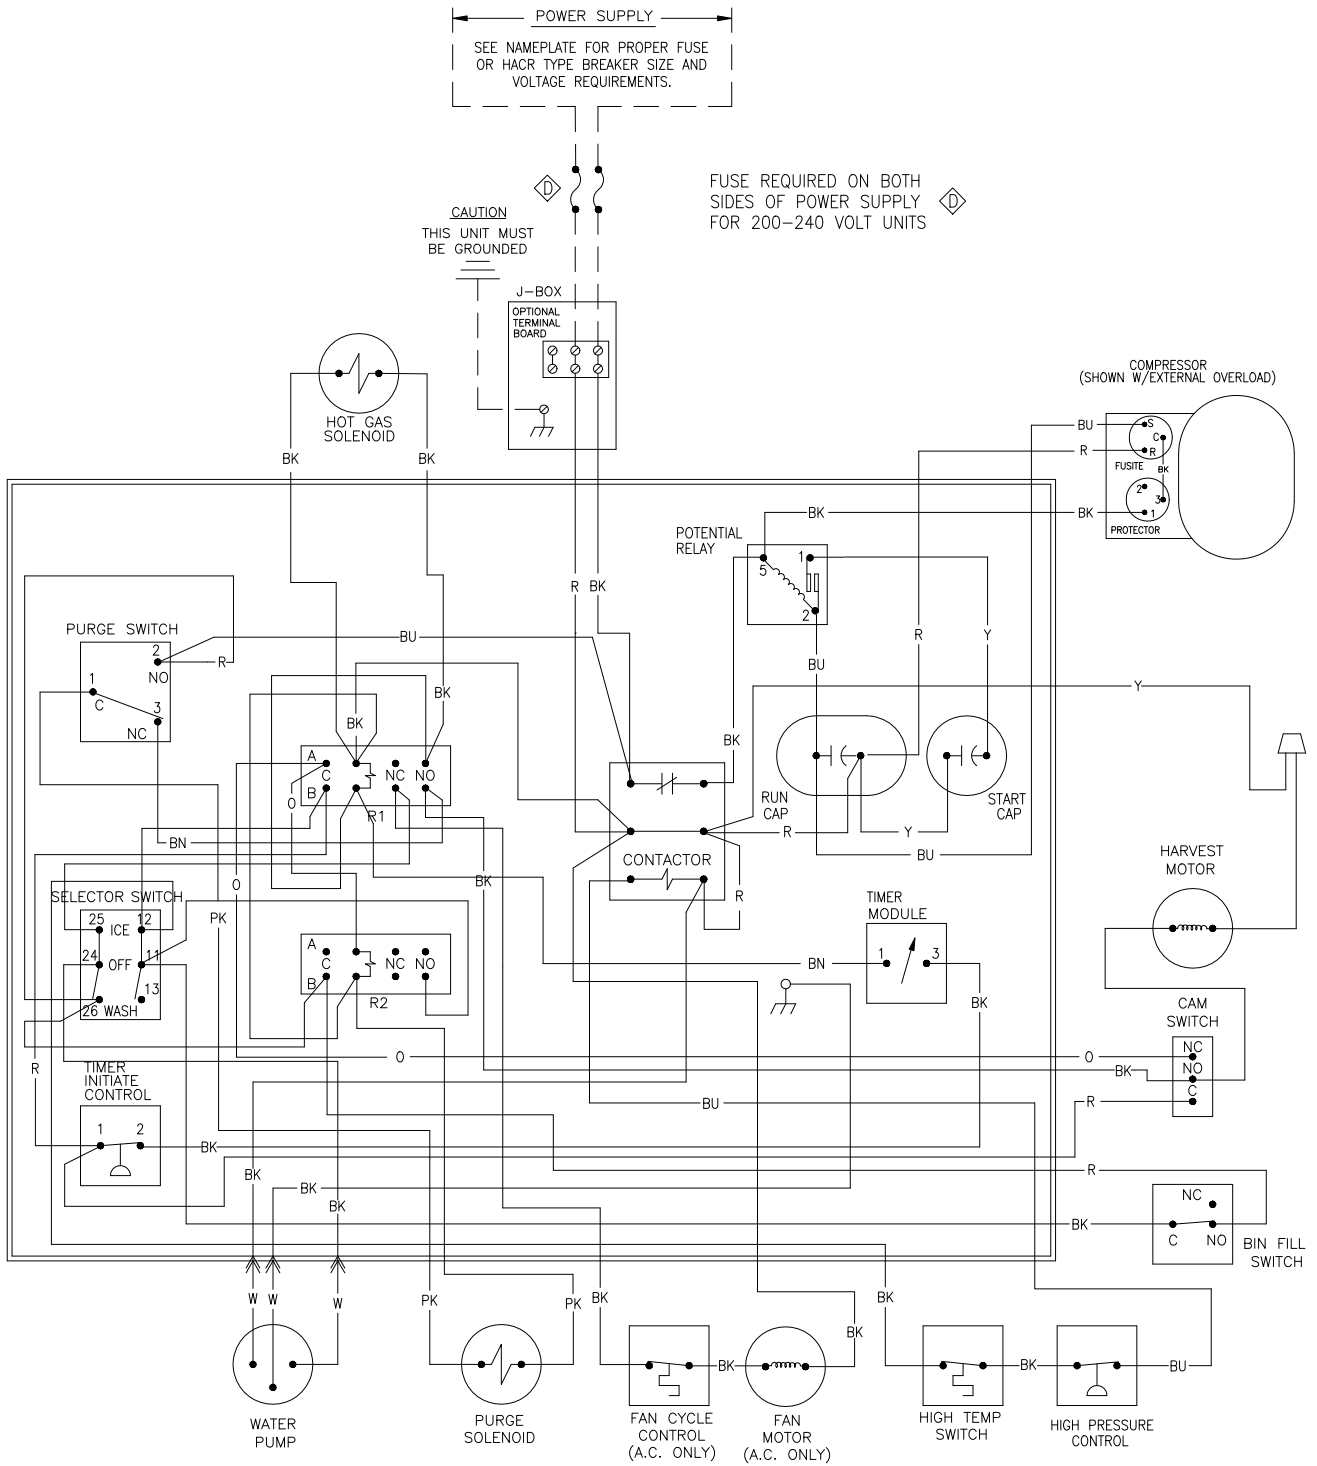 POWER SUPPLY
SEE NAMEPLATE FOR PROPER FUSE
OR HACR TYPE BREAKER SIZE AND
VOLTAGE REQUIREMENTS.
D
FUSE REQUIRED ON BOTH
SIDES OF POWER SUPPLY
FOR 200-240 VOLT UNITS
D
CAUTION
THIS UNIT MUST
BE GROUNDED
J-BOX
OPTIONAL
TERMINAL
BOARD
HOT GAS
SOLENOID
BK
BK
COMPRESSOR
(SHOWN W/EXTERNAL OVERLOAD)
BU
R
BK
S
C
R
FUSITE
BK
2
3
1
PROTECTOR
POTENTIAL
RELAY
BK
5
1
2
R BK
BU
R
Y
PURGE SWITCH
2
NO
1
C
3
NC
R
BU
BK
BK
BK
Y
RUN
CAP
START
CAP
A
C
B
NC
NO
R1
O
BN
R
Y
BU
CONTACTOR
R
HARVEST
MOTOR
SELECTOR SWITCH
25
ICE
12
24
OFF
11
26
WASH
13
O
PK
BK
A
C
B
NC
NO
R2
TIMER
MODULE
1
3
BN
BK
CAM
SWITCH
NC
NO
C
O
O
BK
R
R
TIMER
INITIATE
CONTROL
1
2
BK
BU
BK
BK
BK
R
BK
NC
C
NO
BIN FILL
SWITCH
W
W
W
PK
PK
BK
BK
BK
WATER
PUMP
PURGE
SOLENOID
BK
FAN CYCLE
CONTROL
(A.C. ONLY)
FAN
MOTOR
(A.C. ONLY)
BK
BU
HIGH TEMP
SWITCH
HIGH PRESSURE
CONTROL